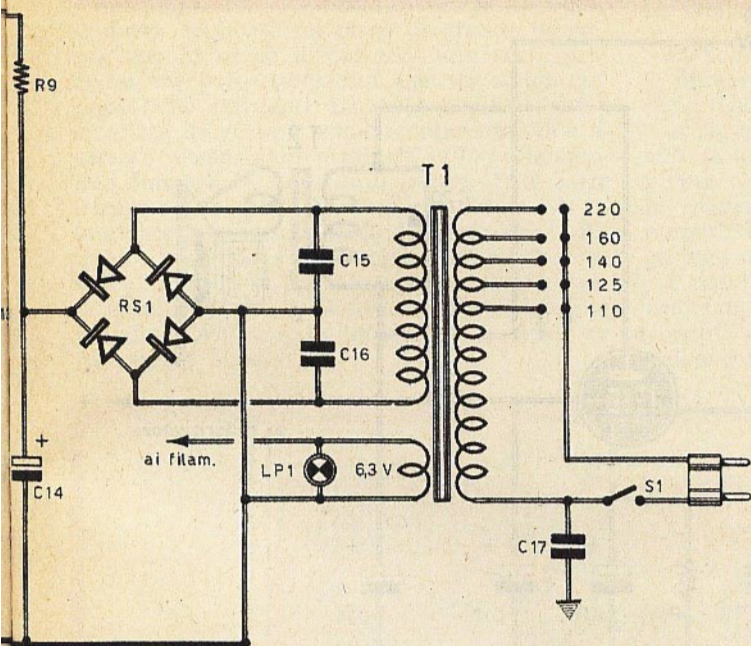 R9
T1
220
160
140
125
110
C15
RS1
C16
+
C14
ai filam.
LP1
6,3 V
S1
C17